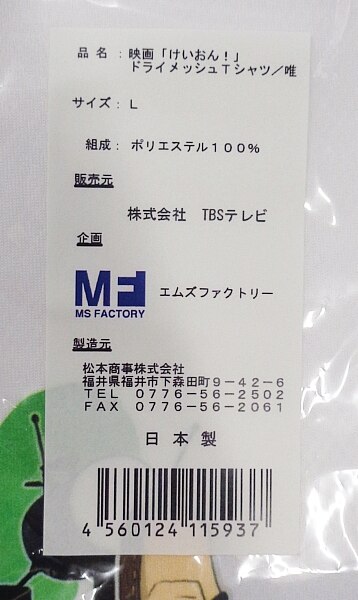 品名：映画「けいおん！」
ドライメッシュＴシャツ／唯
サイズ：Ｌ
組成：ポリエステル１００％
販売元
株式会社　TBSテレビ
企画
MF エムズファクトリー
MS FACTORY
製造元
松本商事株式会社
福井県福井市下森田町９－４２－６
ＴＥＬ　０７７６－５６－２５０２
ＦＡＸ　０７７６－５６－２０６１
日本製
4 560124 115937